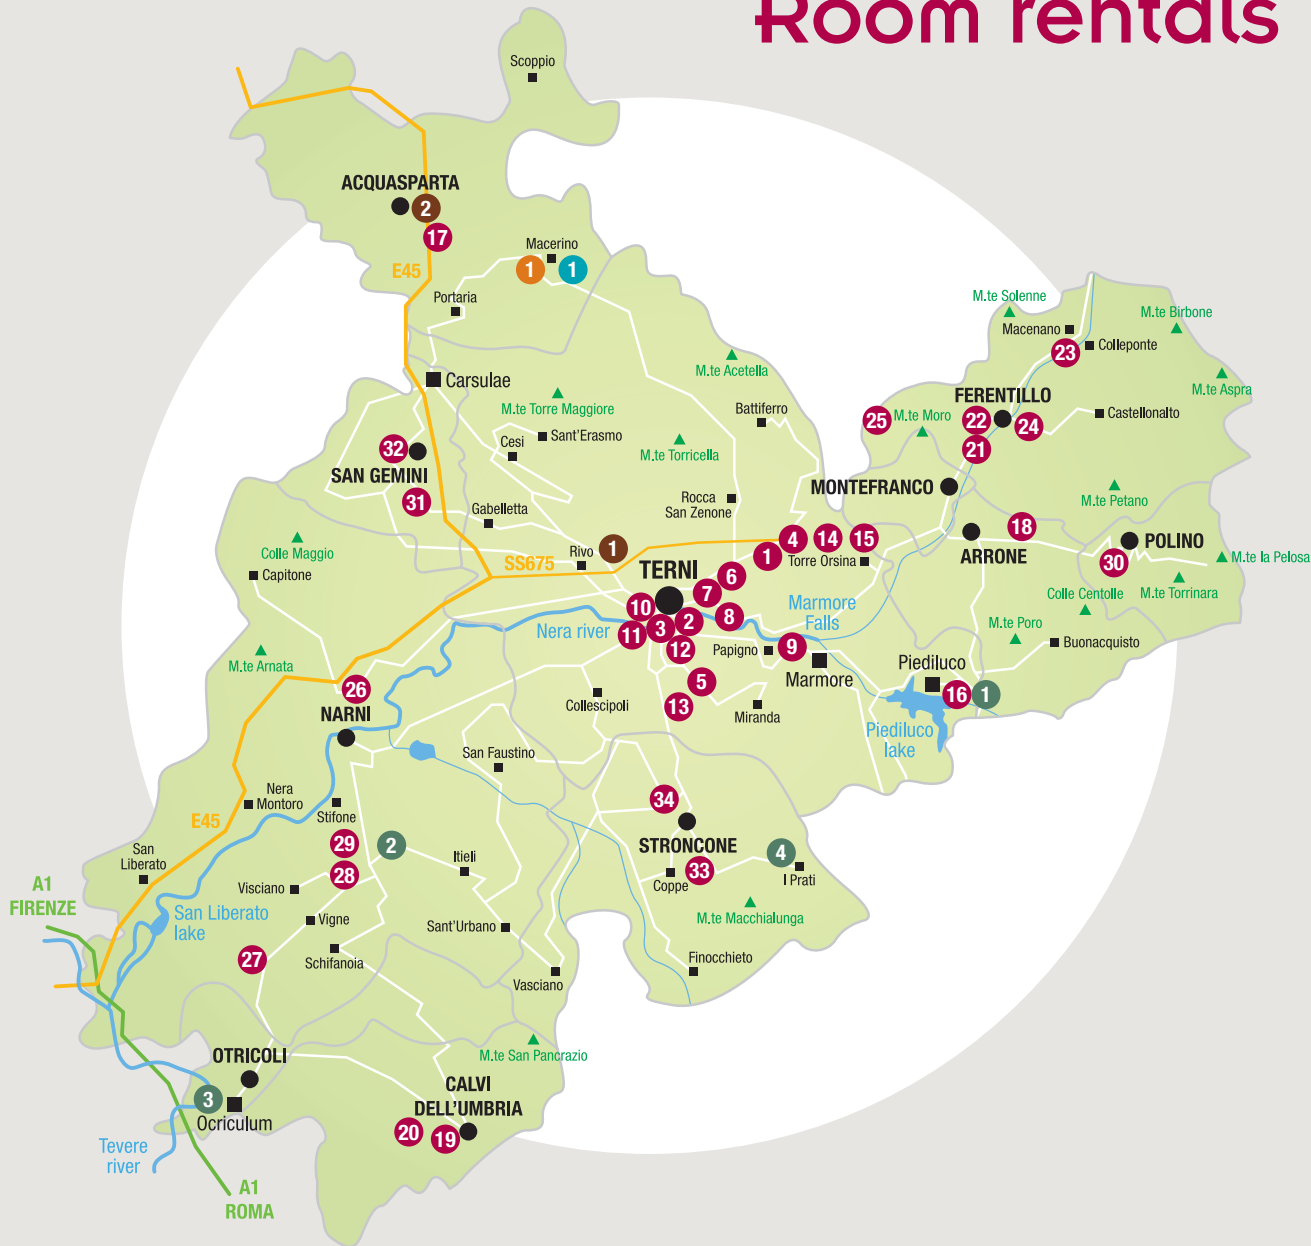 Room rentals
Scoppio
ACQUASPARTA
2
17
Macerino
1
1
E45
Portaria
M.te Solenne
M.te Birbone
Macenano
Colleponte
23
M.te Acetella
M.te Aspra
Carsulae
FERENTILLO
M.te Torre Maggiore
Battiferro
25
M.te Moro
22
24
Castellonalto
32
Cesi
Sant'Erasmo
M.te Torricella
21
SAN GEMINI
MONTEFRANCO
31
Gabelletta
Rocca
San Zenone
M.te Petano
Colle Maggio
Rivo
1
4
14
15
18
POLINO
SS675
1
Torre Orsina
ARRONE
30
M.te la Pelosa
Capitone
TERNI
6
7
Colle Centolle
M.te Torrinara
10
Marmore
Falls
Nera river
11
3
2
8
M.te Poro
Buonacquisto
12
Papigno
9
M.te Arnata
Marmore
Piediluco
26
5
16
1
NARNI
Collescipoli
13
Miranda
Piediluco
lake
San Faustino
Nera
Montoro
Stifone
34
E45
STRONCONE
29
2
Itieli
4
San
Liberato
28
Coppe
33
I Prati
A1
FIRENZE
Visciano
San Liberato
lake
Vigne
Sant'Urbano
M.te Macchialunga
27
Schifanoia
Finocchieto
Vasciano
OTRICOLI
M.te San Pancrazio
3
CALVI
DELL'UMBRIA
Ocriculum
20
19
Tevere
river
A1
ROMA